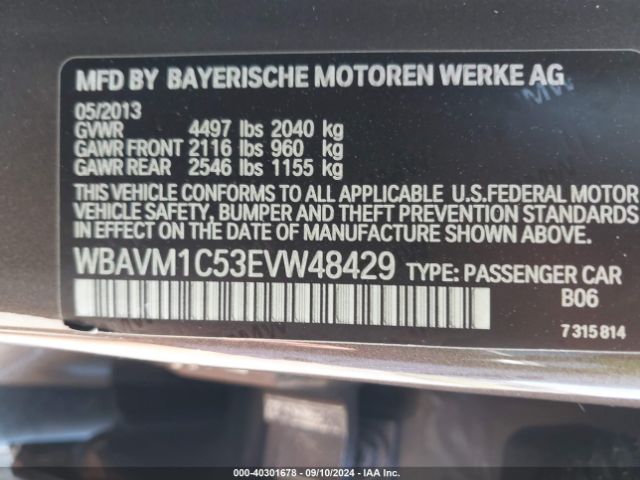 MFD BY BAYERISCHE MOTOREN WERKE AG
05/2013
GVWR 4497 lbs 2040 kg
GAWR FRONT 2116 lbs 960 kg
GAWR REAR 2546 lbs 1155 kg
THIS VEHICLE CONFORMS TO ALL APPLICABLE U.S.FEDERAL MOTOR
VEHICLE SAFETY, BUMPER AND THEFT PREVENTION STANDARDS
IN EFFECT ON THE DATE OF MANUFACTURE SHOWN ABOVE.
WBAVM1C53EVW48429 TYPE: PASSENGER CAR
B06
7 315 814
000-40301678 - 09/10/2024 - IAA Inc.